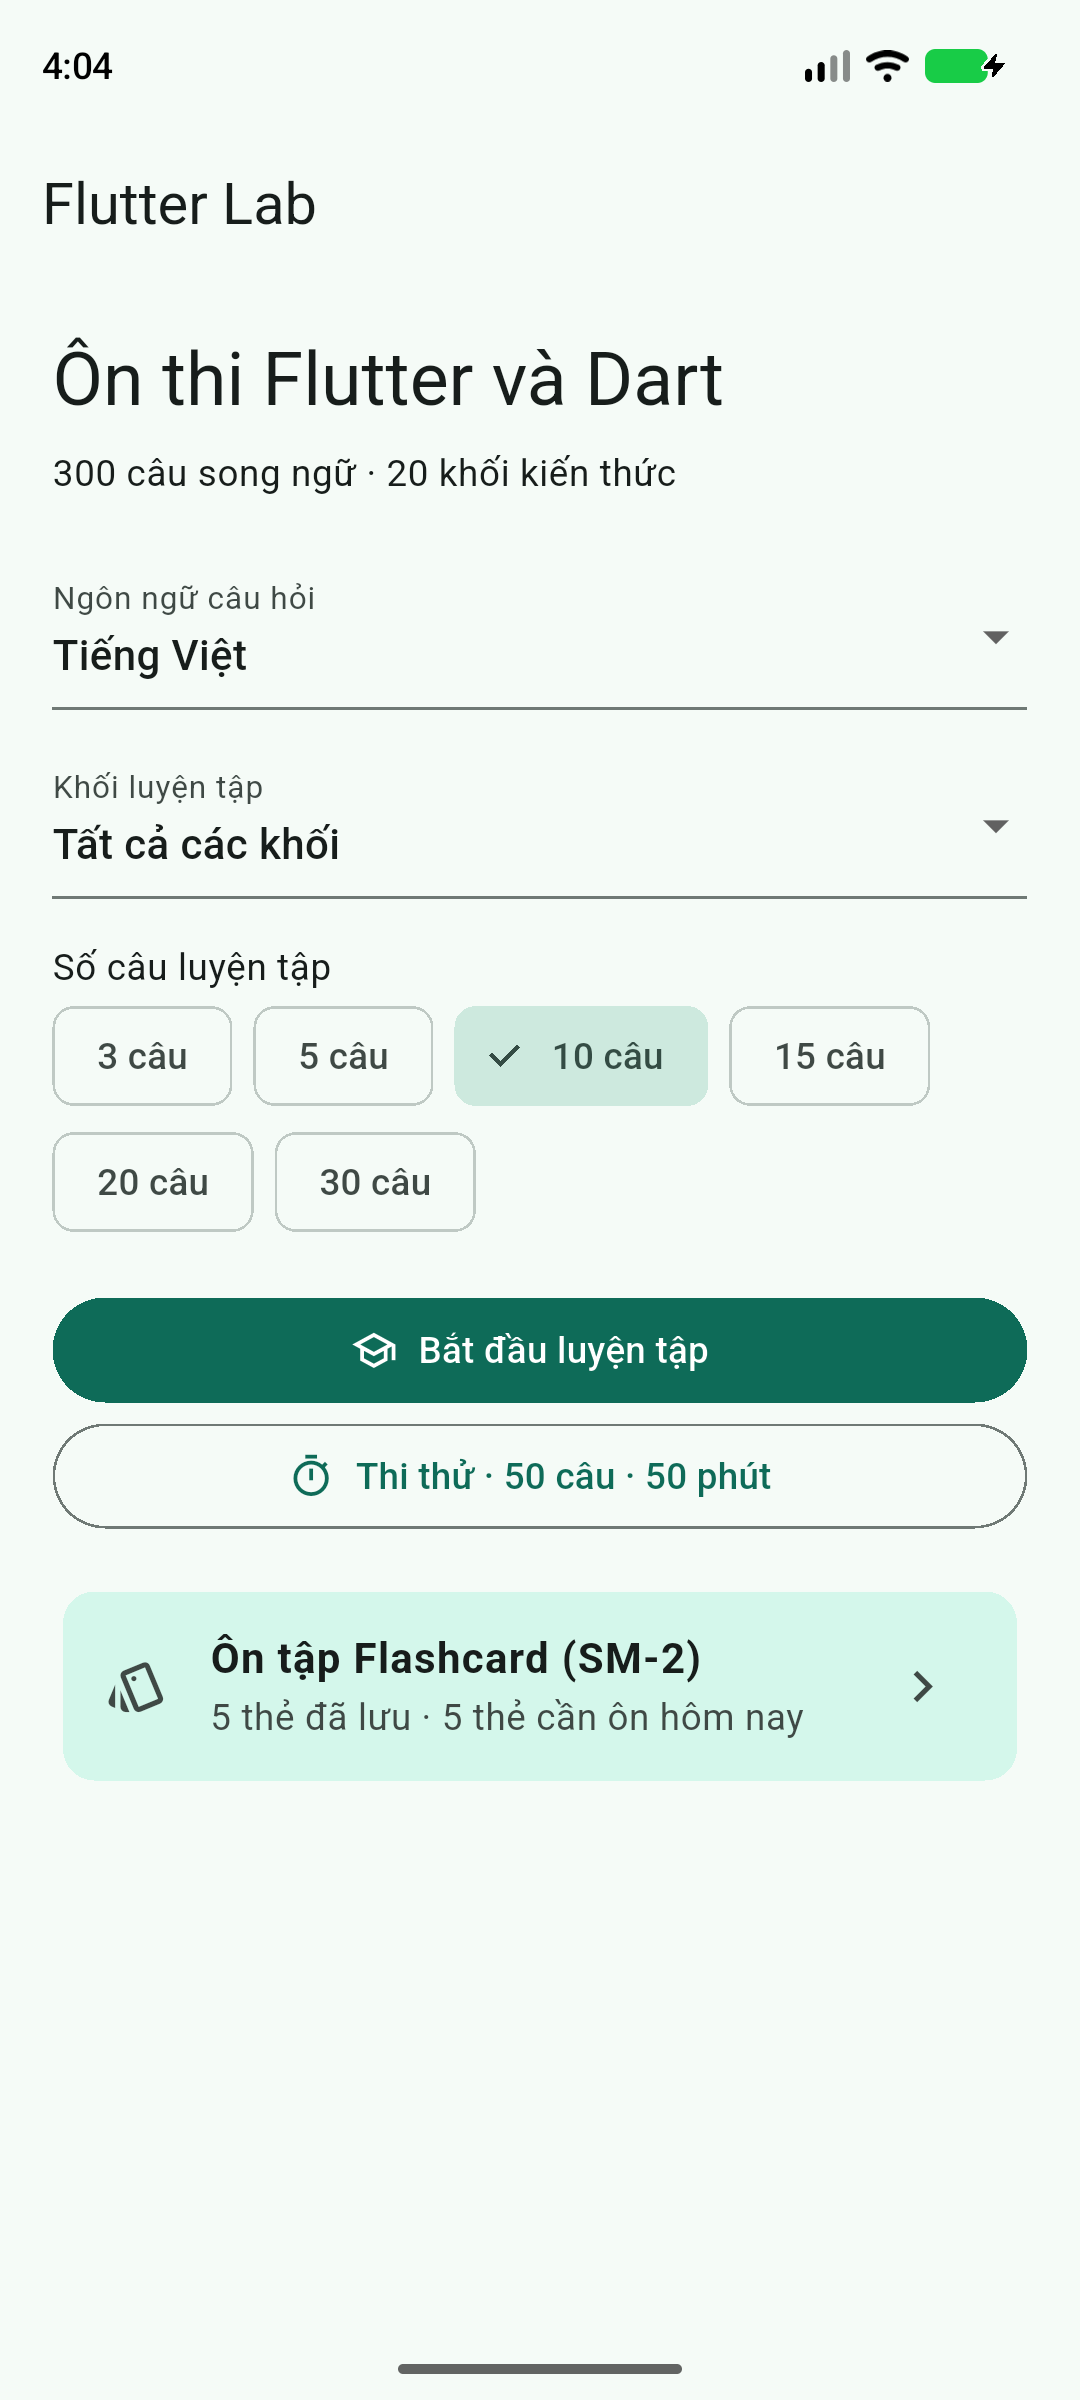 4:04
Flutter Lab
Ôn thi Flutter và Dart
300 câu song ngữ · 20 khối kiến thức
Ngôn ngữ câu hỏi
Tiếng Việt
Khối luyện tập
Tất cả các khối
Số câu luyện tập
3 câu
5 câu
10 câu
15 câu
20 câu
30 câu
Bắt đầu luyện tập
Thi thử · 50 câu · 50 phút
Ôn tập Flashcard (SM-2)
5 thẻ đã lưu · 5 thẻ cần ôn hôm nay